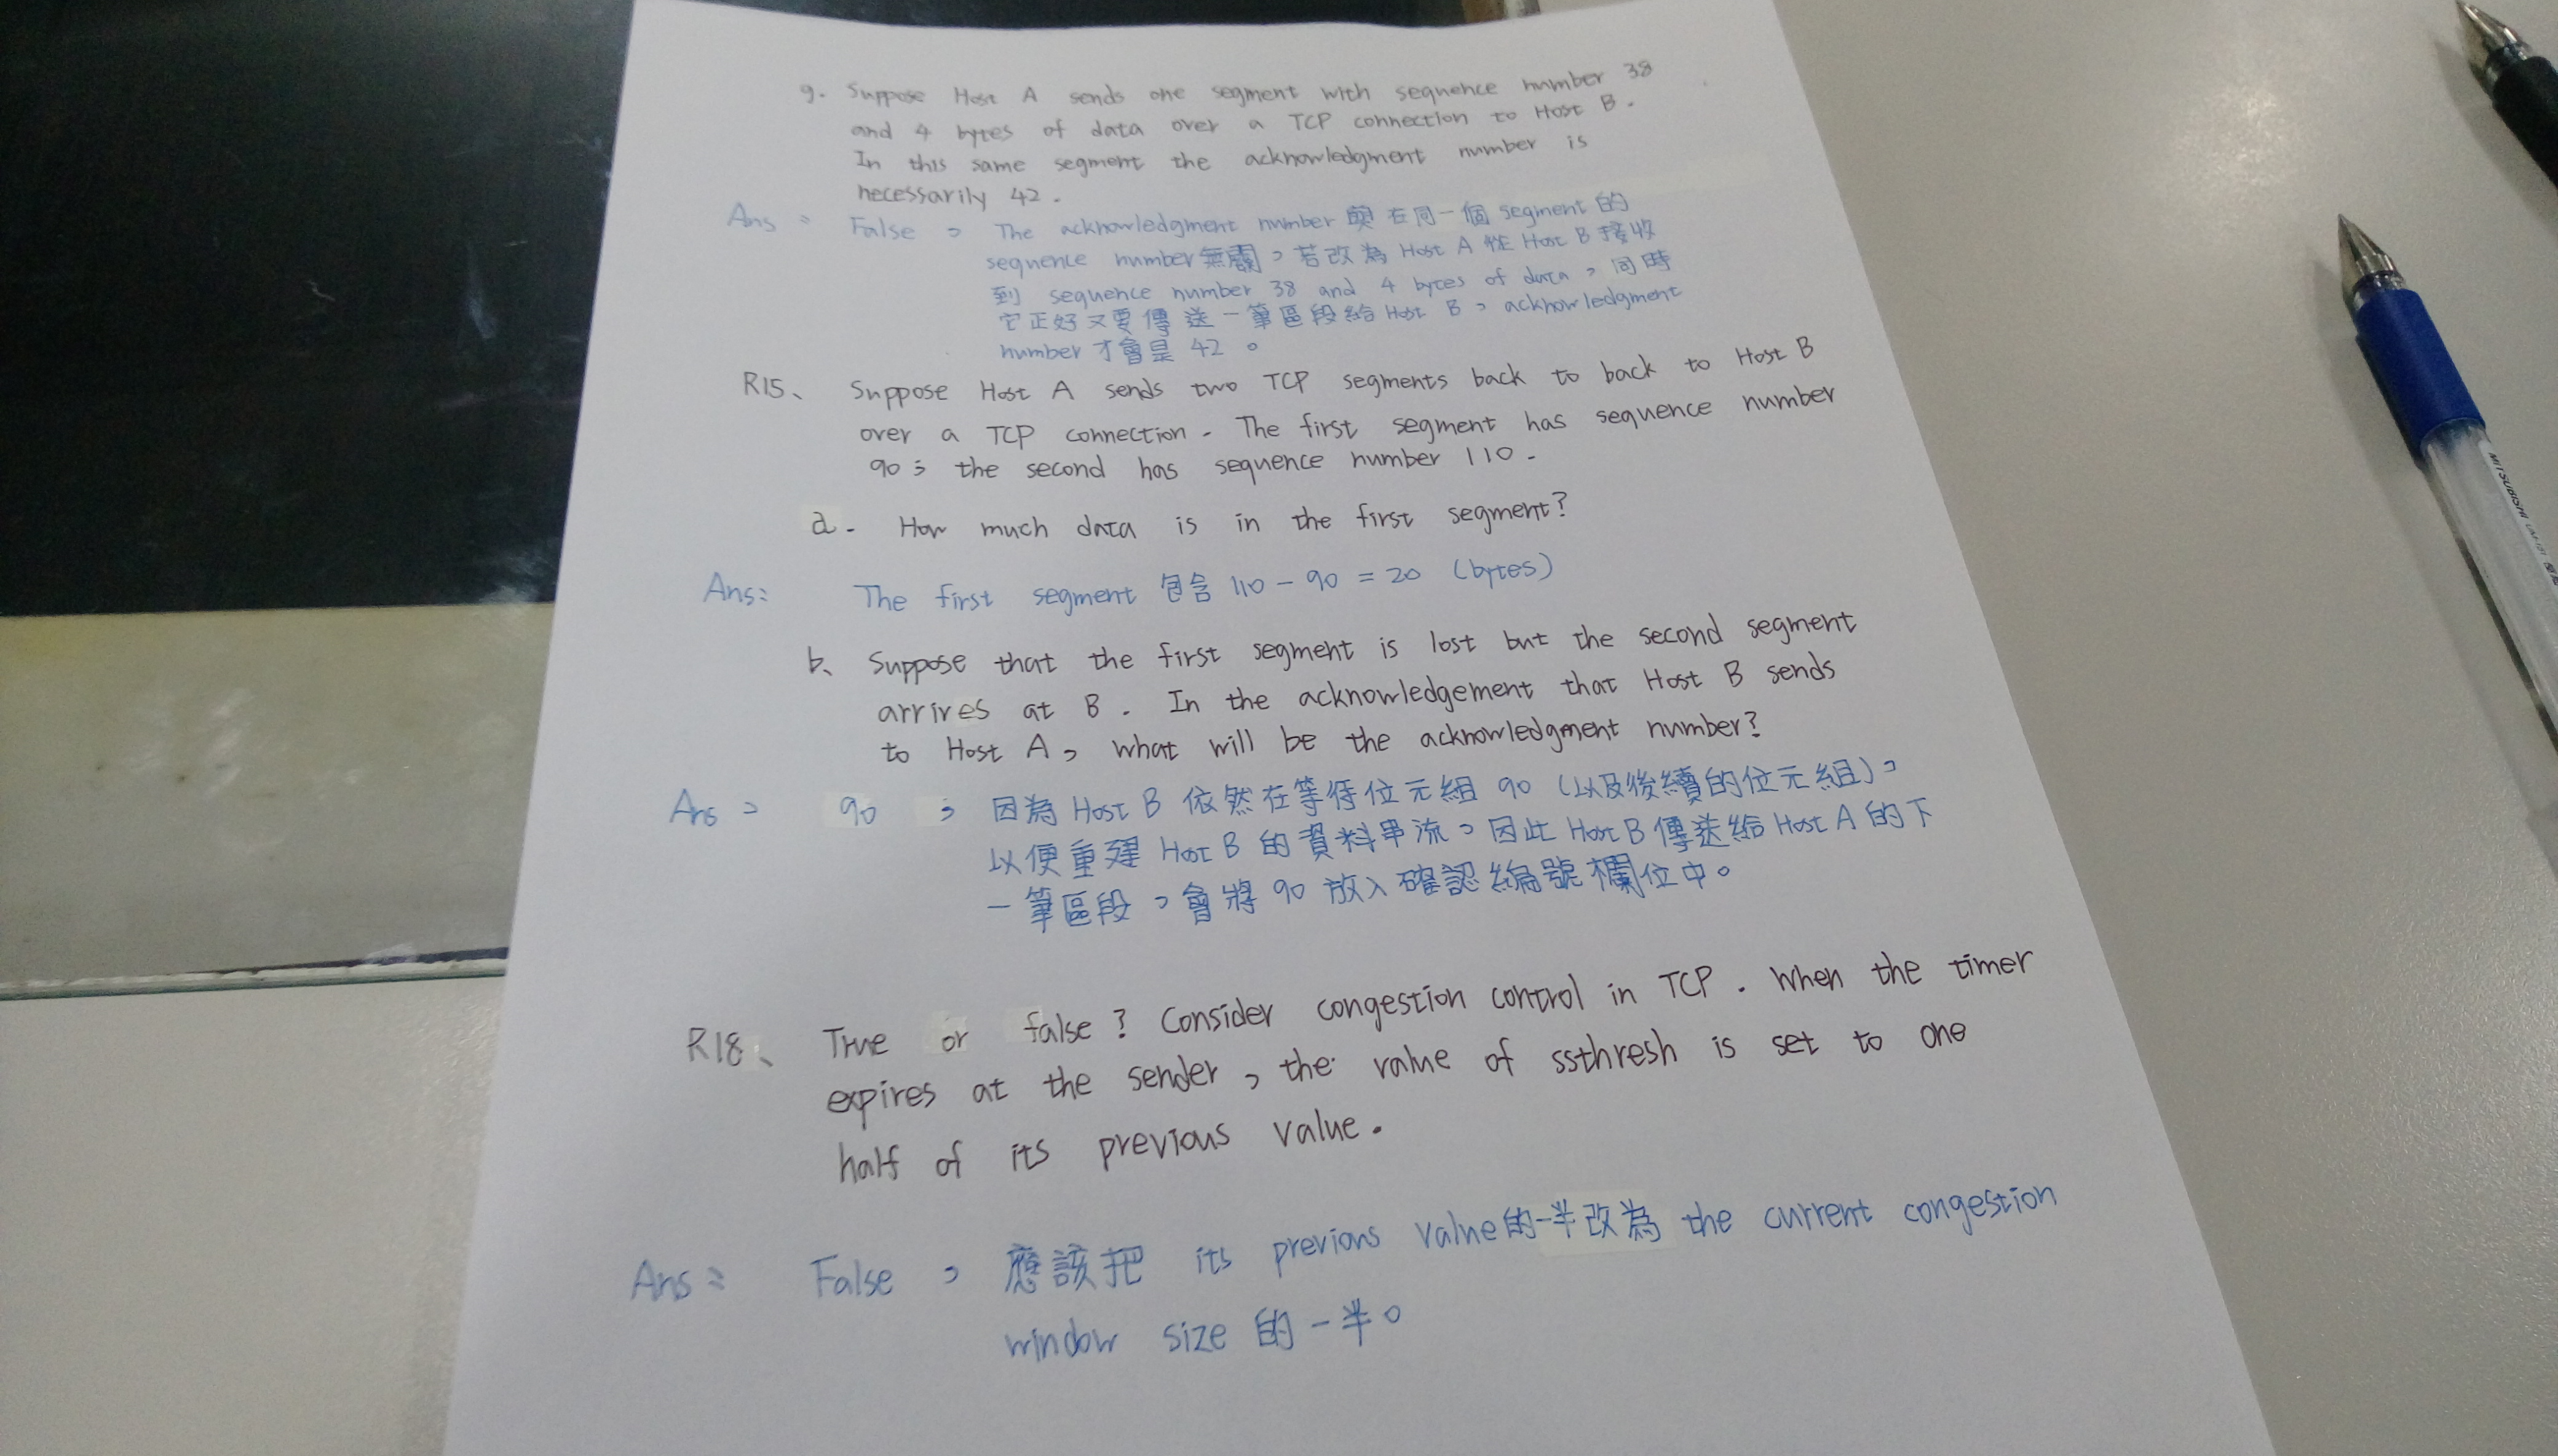 g. Suppose Host A sends one segment with sequence number 38
and 4 bytes of data over a TCP connection to Host B.
In this same segment the acknowledgment number is
necessarily 42.
Ans: False, The acknowledgment number 與在同一個 segment 的
sequence number 無關,若改為 Host A 從 Host B 接收
到 sequence number 38 and 4 bytes of data,同時
它正好又要傳送一筆區段給 Host B, acknowledgment
number 才會是 42。
R15、 Suppose Host A sends two TCP segments back to back to Host B
over a TCP connection. The first segment has sequence number
90; the second has sequence number 110.
a. How much data is in the first segment?
Ans: The first segment 包含 110 - 90 = 20 (bytes)
b、 Suppose that the first segment is lost but the second segment
arrives at B. In the acknowledgement that Host B sends
to Host A, what will be the acknowledgment number?
Ans: 90 ; 因為 Host B 依然在等待位元組 90 (以及後續的位元組),
以便重建 Host B 的資料串流,因此 Host B 傳送給 Host A 的下
一筆區段,會將 90 放入確認編號欄位中。
R18、 True or false? Consider congestion control in TCP. When the timer
expires at the sender, the value of ssthresh is set to one
half of its previous value.
Ans: False, 應該把 its previous value的一半改為 the current congestion
window size 的一半。
MITSUBISHI